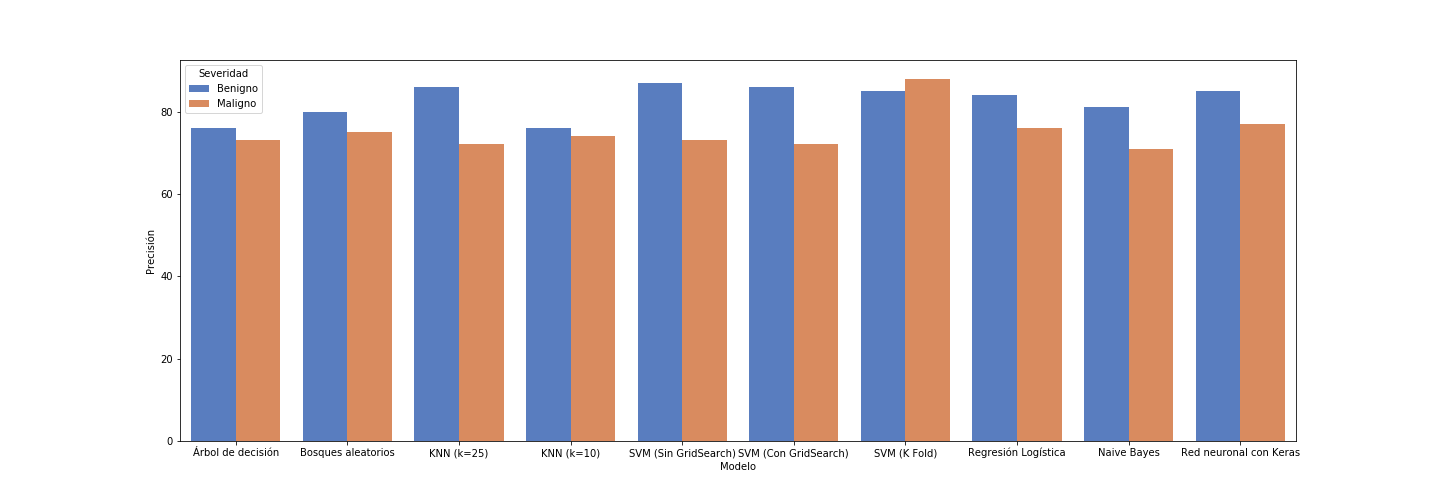 Severidad
Benigno
Maligno
80
60
40
20
0
Precisión
Árbol de decisión
Bosques aleatorios
KNN (k=25)
KNN (k=10)
SVM (Sin GridSearch)
SVM (Con GridSearch)
SVM (K Fold)
Regresión Logística
Naive Bayes
Red neuronal con Keras
Modelo